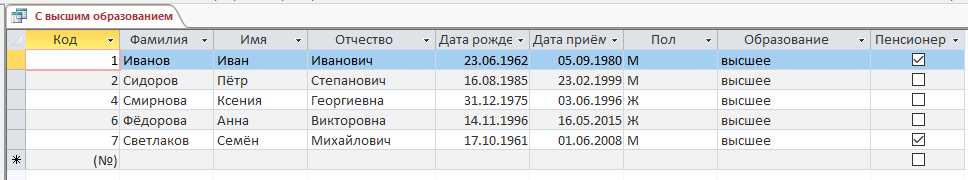 С высшим образованием
Код Фамилия Имя Отчество Дата рожде Дата приём Пол Образование Пенсионер
1 Иванов Иван Иванович 23.06.1962 05.09.1980 М высшее
2 Сидоров Пётр Степанович 16.08.1985 23.02.1999 М высшее
4 Смирнова Ксения Георгиевна 31.12.1975 03.06.1996 Ж высшее
6 Фёдорова Анна Викторовна 14.11.1996 16.05.2015 Ж высшее
7 Светлаков Семён Михайлович 17.10.1961 01.06.2008 М высшее
(№)